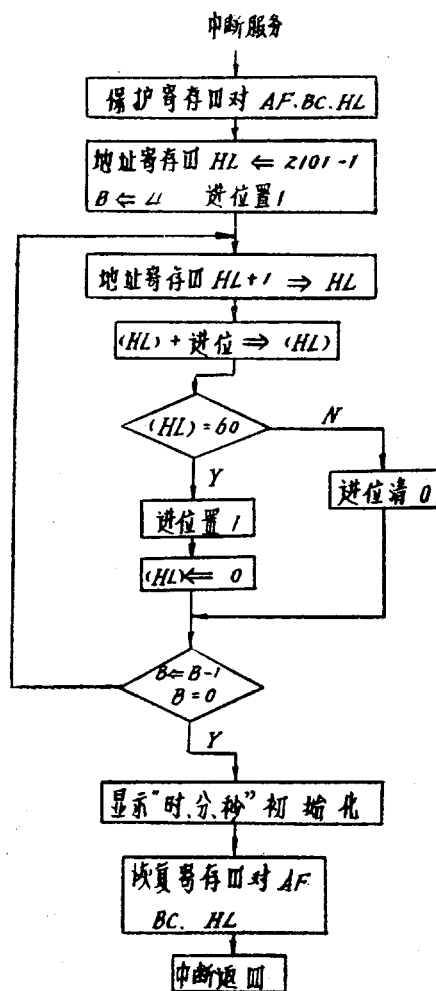 中断服务
保护寄存皿对 AF.BC.HL
地址寄存皿 HL ⇐ 2101-1
B ⇐ 4 进位置1
地址寄存皿 HL+1 ⇒ HL
(HL)+进位⇒(HL)
(HL)=60
N
Y
进位清0
进位置1
(HL)⇐0
B⇐B-1
B=0
Y
显示"时、分、秒"初始化
恢复寄存皿对 AF
BC. HL
中断返回